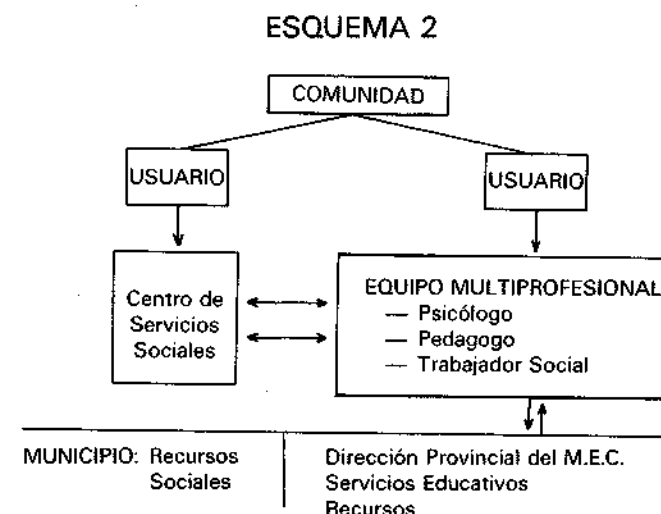 ESQUEMA 2
COMUNIDAD
USUARIO
USUARIO
Centro de
Servicios
Sociales
EQUIPO MULTIPROFESIONAL
— Psicófogo
— Pedagogo
— Trabajador Social
MUNICIPIO: Recursos
Sociales
Dirección Provincial del M.E.C.
Servicios Educativos
Recursos